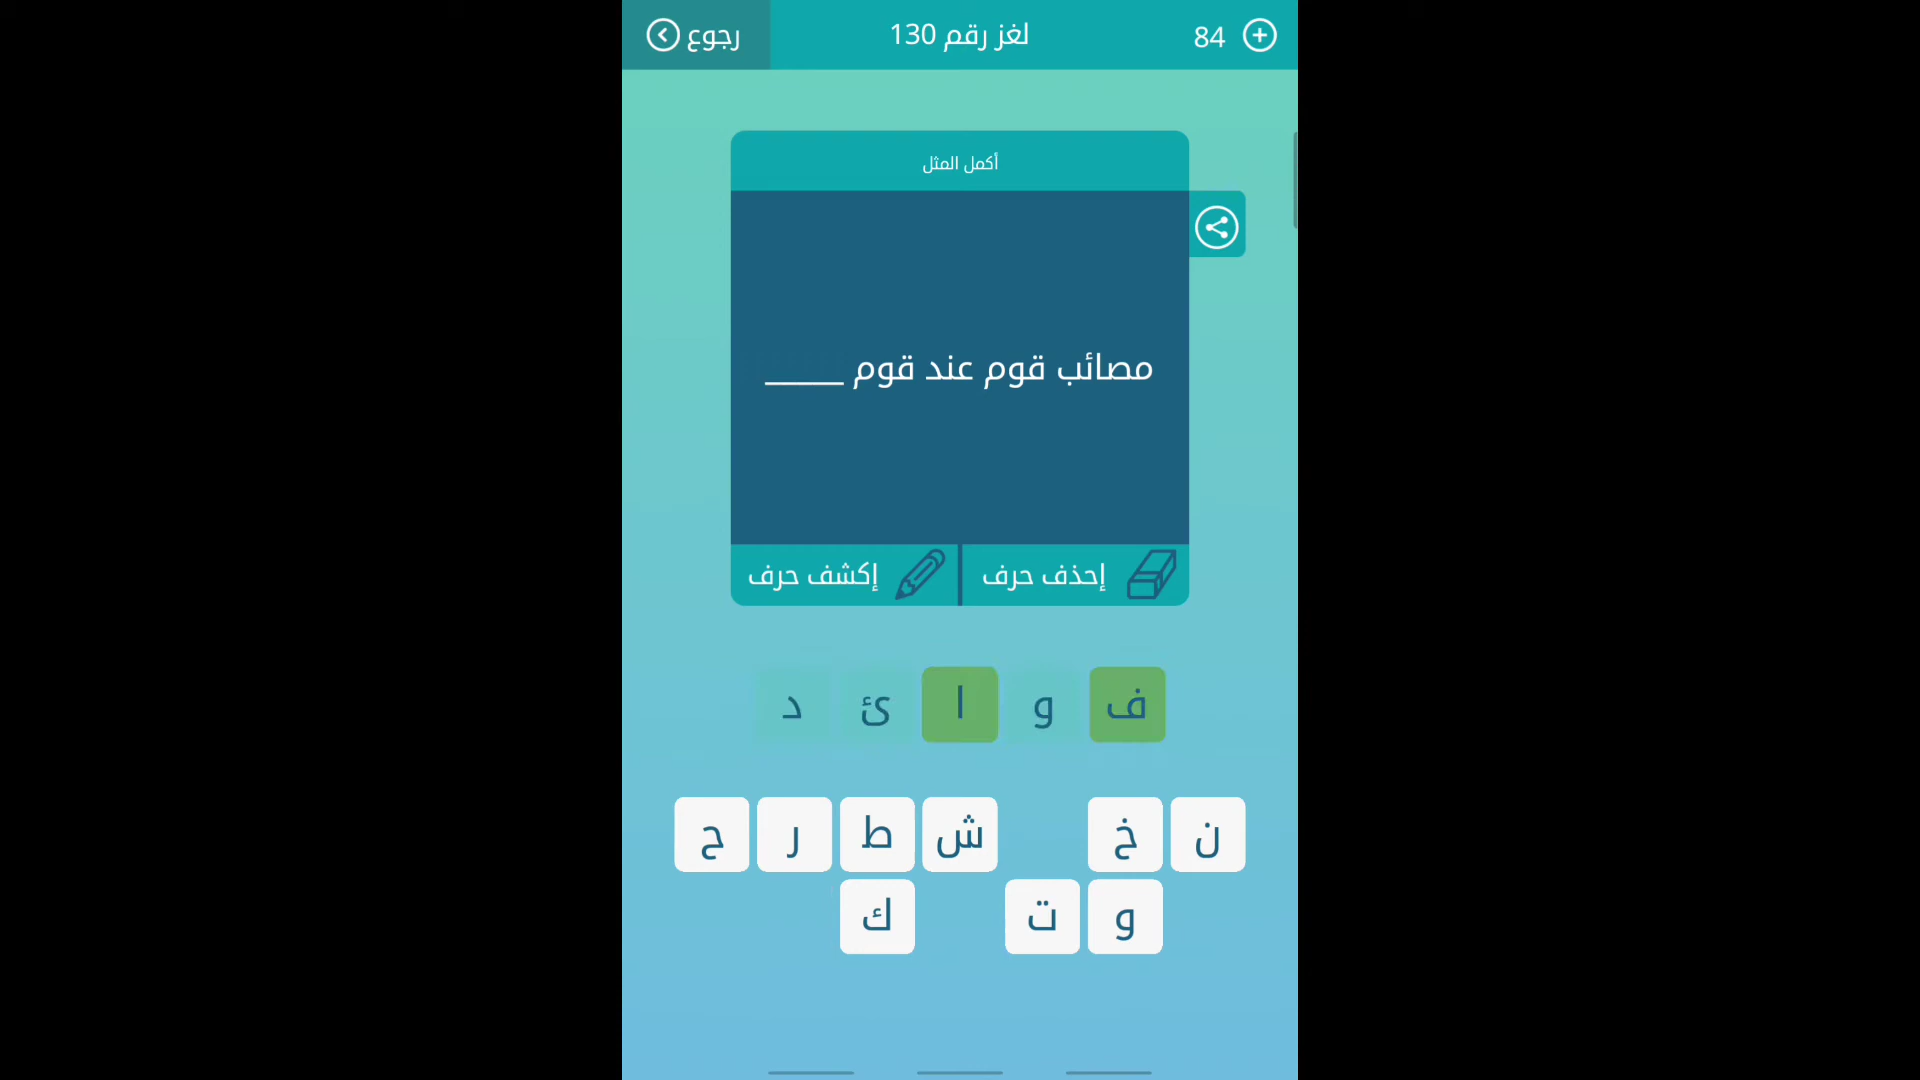 84 لغز رقم 130 رجوع
أكمل المثل
مصائب قوم عند قوم _____
إحذف حرف إكشف حرف
ف و ا ئ د
ن خ ش ط ر ح
و ت ك